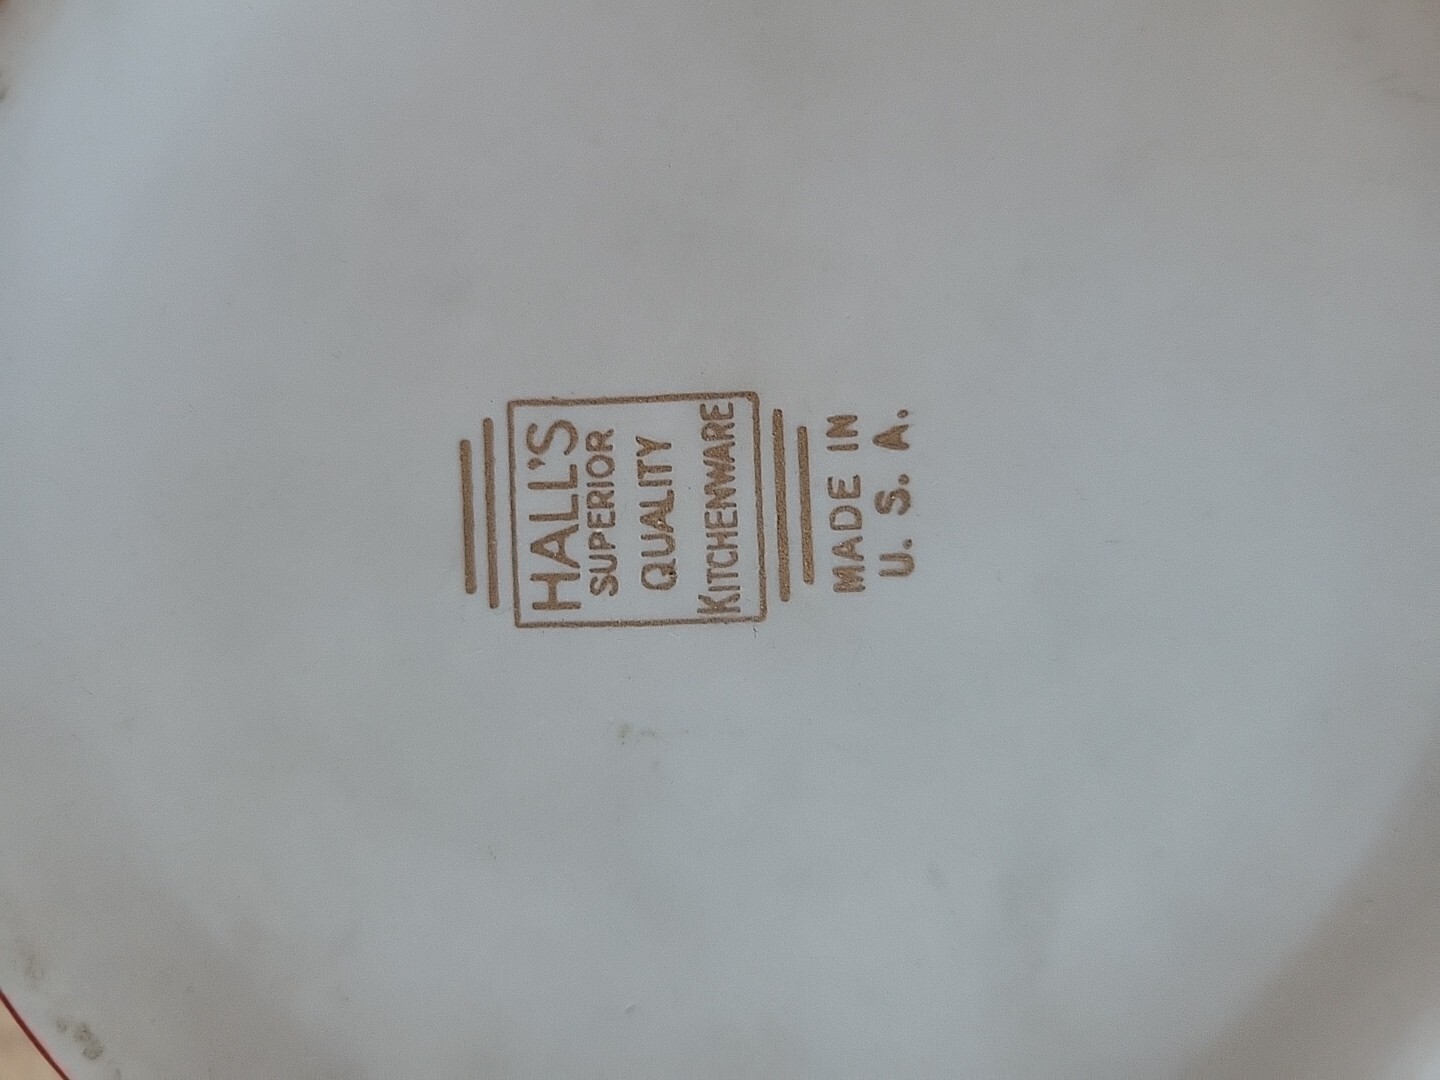 HALL'S
SUPERIOR
QUALITY
KITCHENWARE
MADE IN
U. S. A.